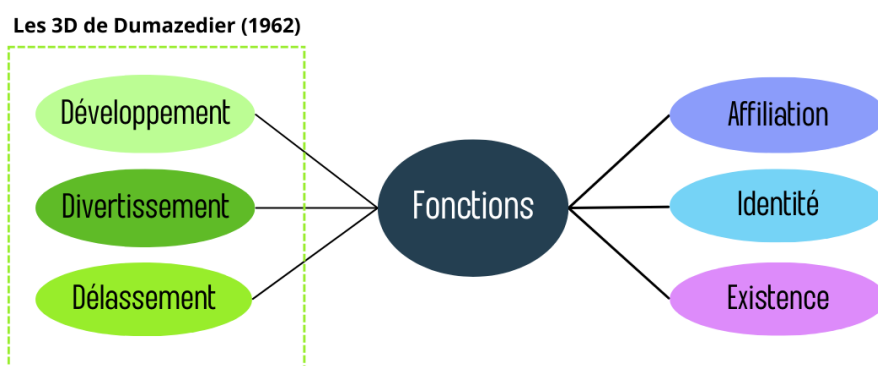 Les 3D de Dumazedier (1962)
Développement
Divertissement
Délassement
Fonctions
Affiliation
Identité
Existence